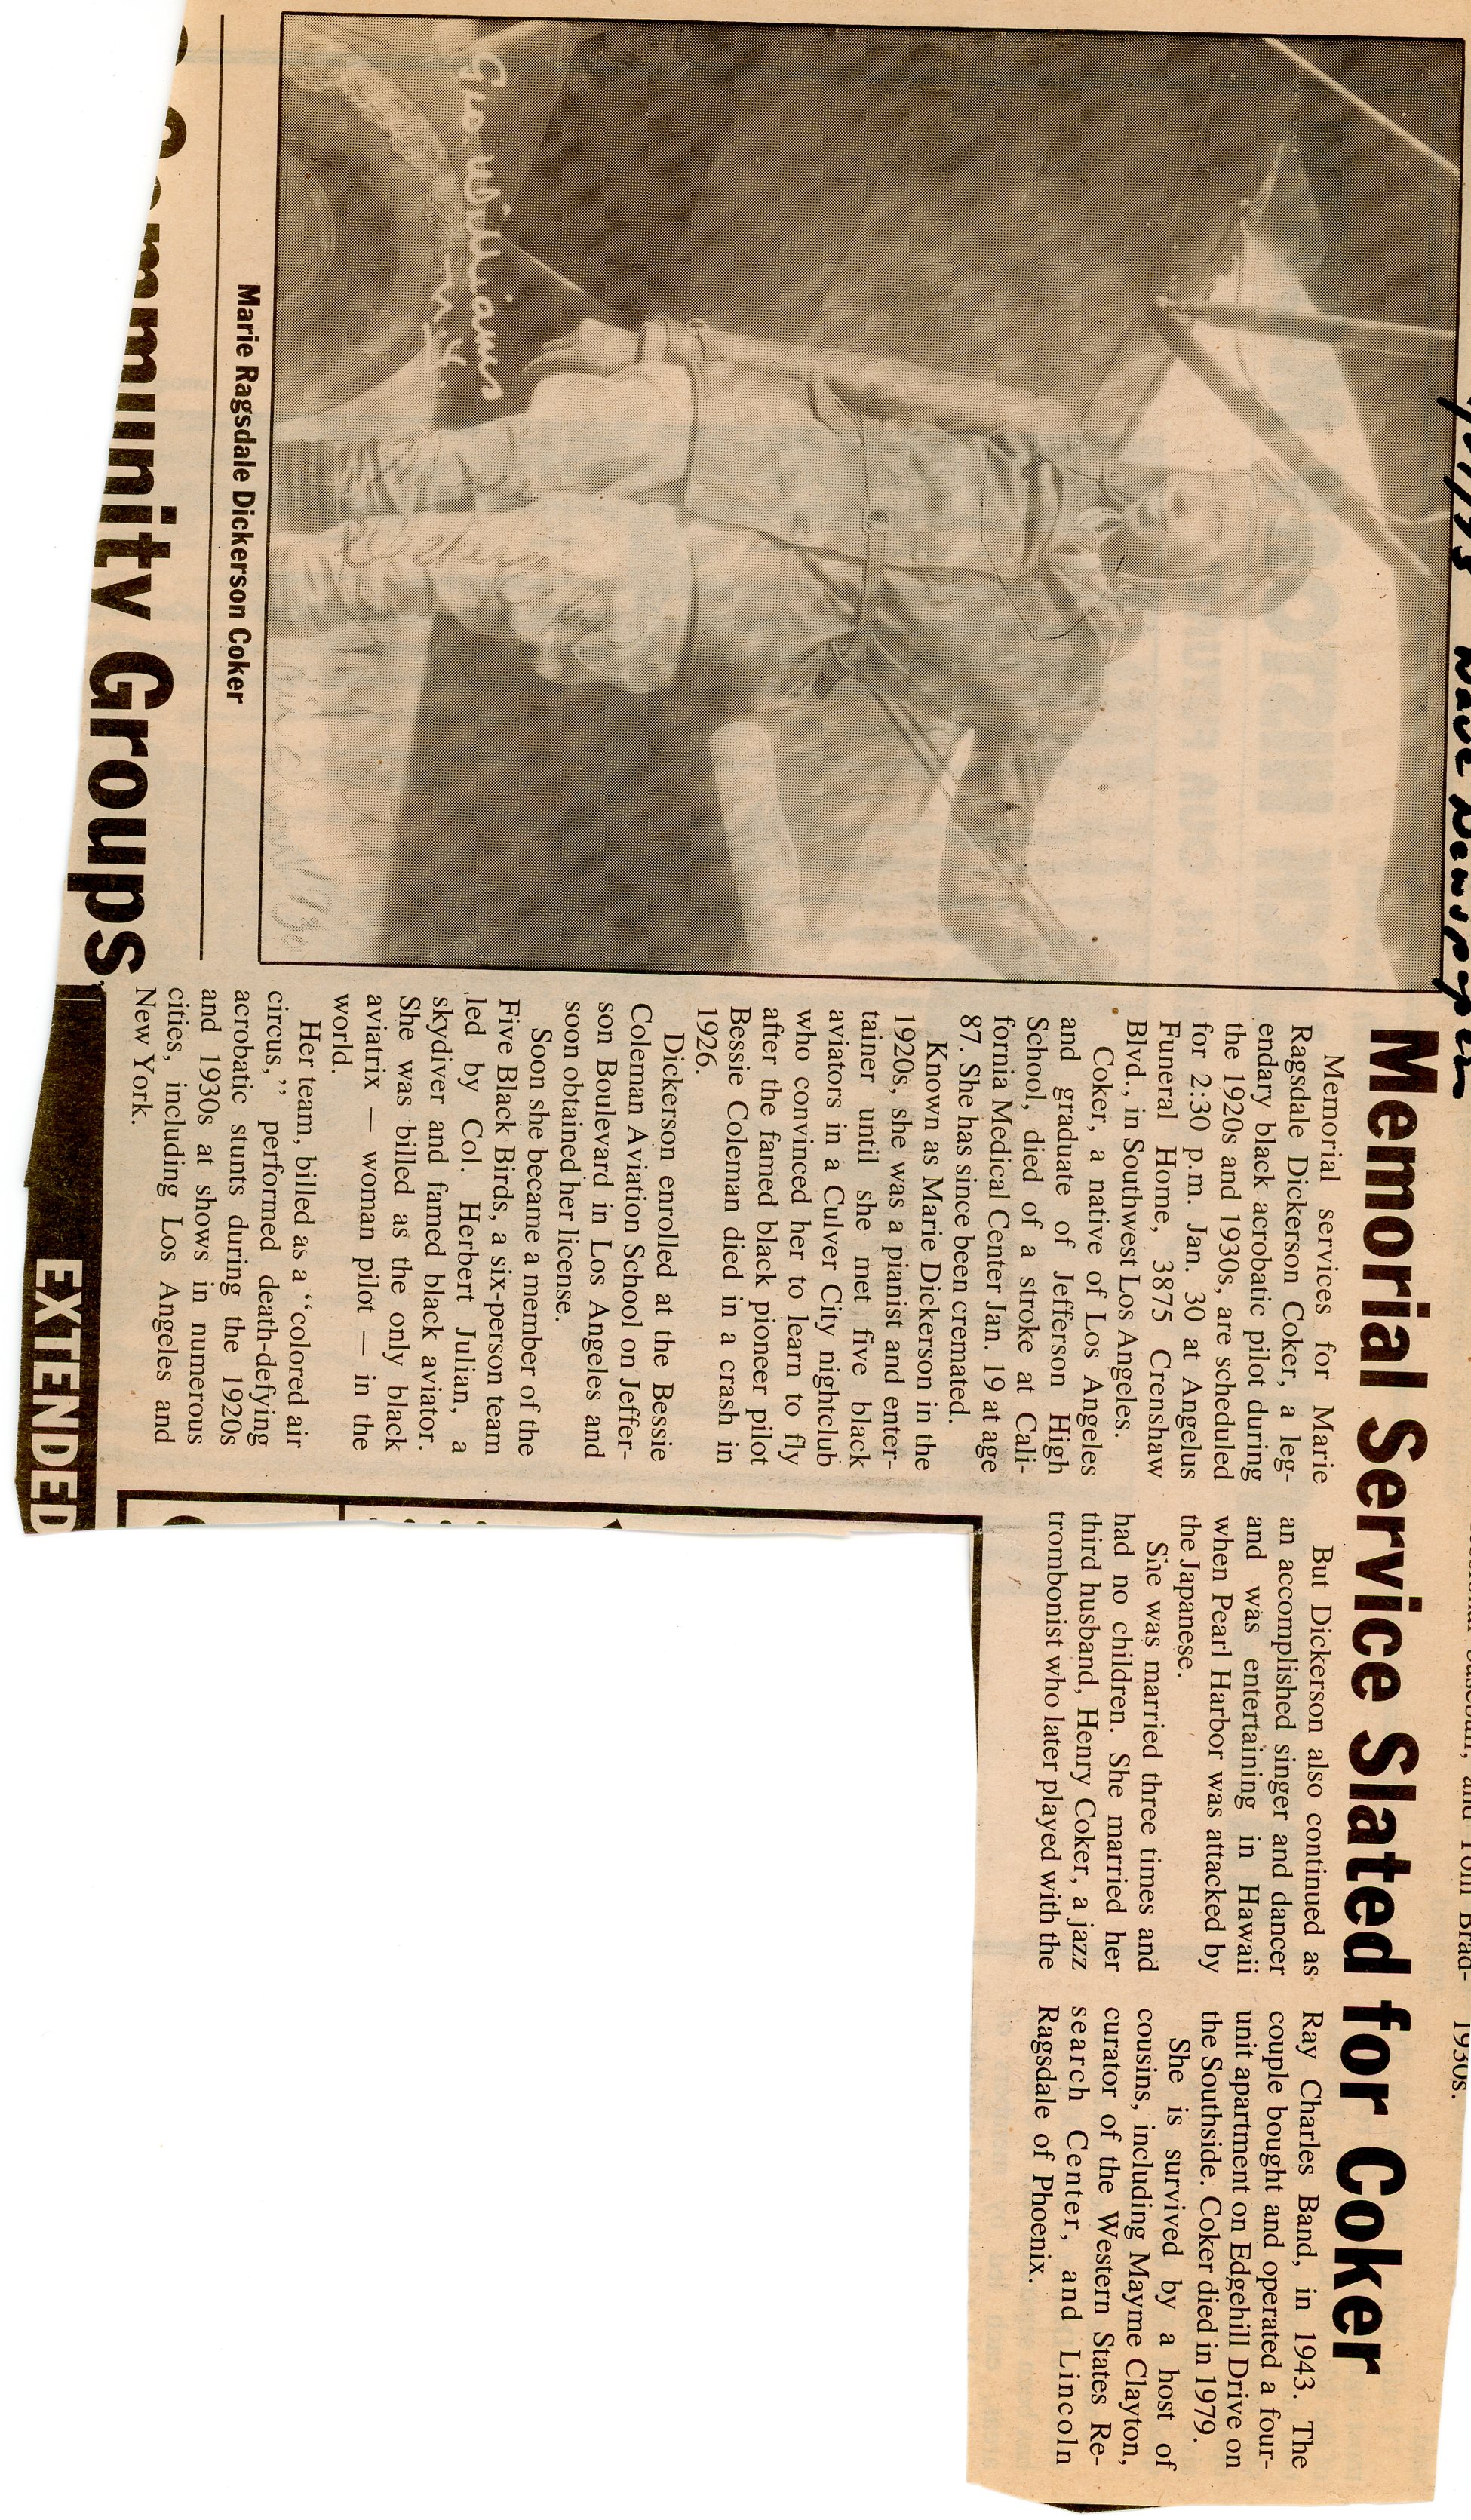 Wave Newspaper
Brad-
1930s.
Memorial Service Slated for Coker
Memorial services for Marie
Ragsdale Dickerson Coker, a leg-
endary black acrobatic pilot during
the 1920s and 1930s, are scheduled
for 2:30 p.m. Jan. 30 at Angelus
Funeral Home, 3875 Crenshaw
Blvd., in Southwest Los Angeles.
Coker, a native of Los Angeles
and graduate of Jefferson High
School, died of a stroke at Cali-
fornia Medical Center Jan. 19 at age
87. She has since been cremated.
Known as Marie Dickerson in the
1920s, she was a pianist and enter-
tainer until she met five black
aviators in a Culver City nightclub
who convinced her to learn to fly
after the famed black pioneer pilot
Bessie Coleman died in a crash in
1926.
Dickerson enrolled at the Bessie
Coleman Aviation School on Jeffer-
son Boulevard in Los Angeles and
soon obtained her license.
Soon she became a member of the
Five Black Birds, a six-person team
led by Col. Herbert Julian, a
skydiver and famed black aviator.
She was billed as the only black
aviatrix — woman pilot — in the
world.
Her team, billed as a “colored air
circus,” performed death-defying
acrobatic stunts during the 1920s
and 1930s at shows in numerous
cities, including Los Angeles and
New York.
But Dickerson also continued as
an accomplished singer and dancer
and was entertaining in Hawaii
when Pearl Harbor was attacked by
the Japanese.
She was married three times and
had no children. She married her
third husband, Henry Coker, a jazz
trombonist who later played with the
Ray Charles Band, in 1943. The
couple bought and operated a four-
unit apartment on Edgehill Drive on
the Southside. Coker died in 1979.
She is survived by a host of
cousins, including Mayme Clayton,
curator of the Western States Re-
search Center, and Lincoln
Ragsdale of Phoenix.
Geo. Williams
N.Y.
air show 1930
Marie Ragsdale Dickerson Coker
Community Groups
EXTENDED